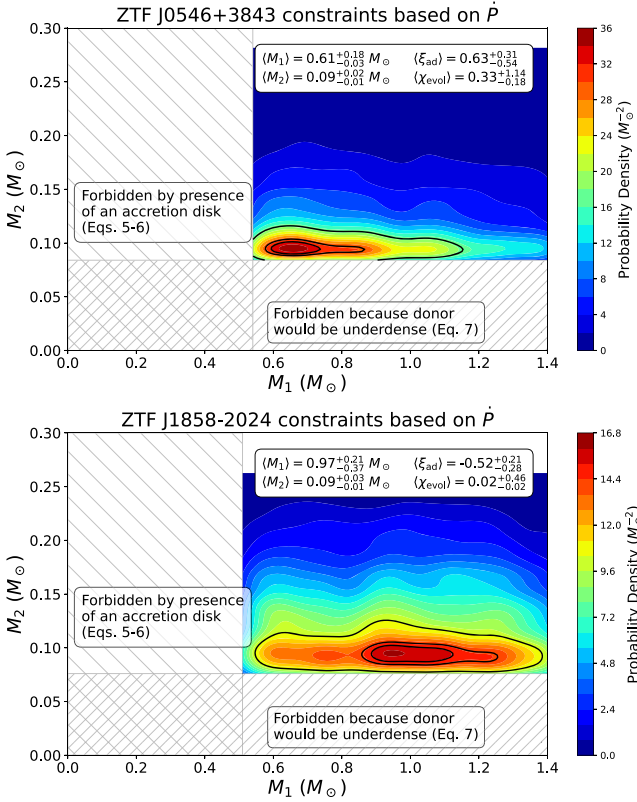 ZTF J0546+3843 constraints based on Ṗ
⟨M₁⟩ = 0.61 +0.18 −0.03 M⊙ ⟨ξad⟩ = 0.63 +0.31 −0.54
⟨M₂⟩ = 0.09 +0.02 −0.01 M⊙ ⟨χevol⟩ = 0.33 +1.14 −0.18
Forbidden by presence
of an accretion disk
(Eqs. 5-6)
Forbidden because donor
would be underdense (Eq. 7)
M₂ (M⊙)
0.30
0.25
0.20
0.15
0.10
0.05
0.00
0.0 0.2 0.4 0.6 0.8 1.0 1.2 1.4
M₁ (M⊙)
36
32
28
24
20
16
12
8
4
0
Probability Density (M⊙⁻²)
ZTF J1858-2024 constraints based on Ṗ
⟨M₁⟩ = 0.97 +0.21 −0.37 M⊙ ⟨ξad⟩ = -0.52 +0.21 −0.28
⟨M₂⟩ = 0.09 +0.03 −0.01 M⊙ ⟨χevol⟩ = 0.02 +0.46 −0.02
Forbidden by presence
of an accretion disk
(Eqs. 5-6)
Forbidden because donor
would be underdense (Eq. 7)
M₂ (M⊙)
0.30
0.25
0.20
0.15
0.10
0.05
0.00
0.0 0.2 0.4 0.6 0.8 1.0 1.2 1.4
M₁ (M⊙)
16.8
14.4
12.0
9.6
7.2
4.8
2.4
0.0
Probability Density (M⊙⁻²)